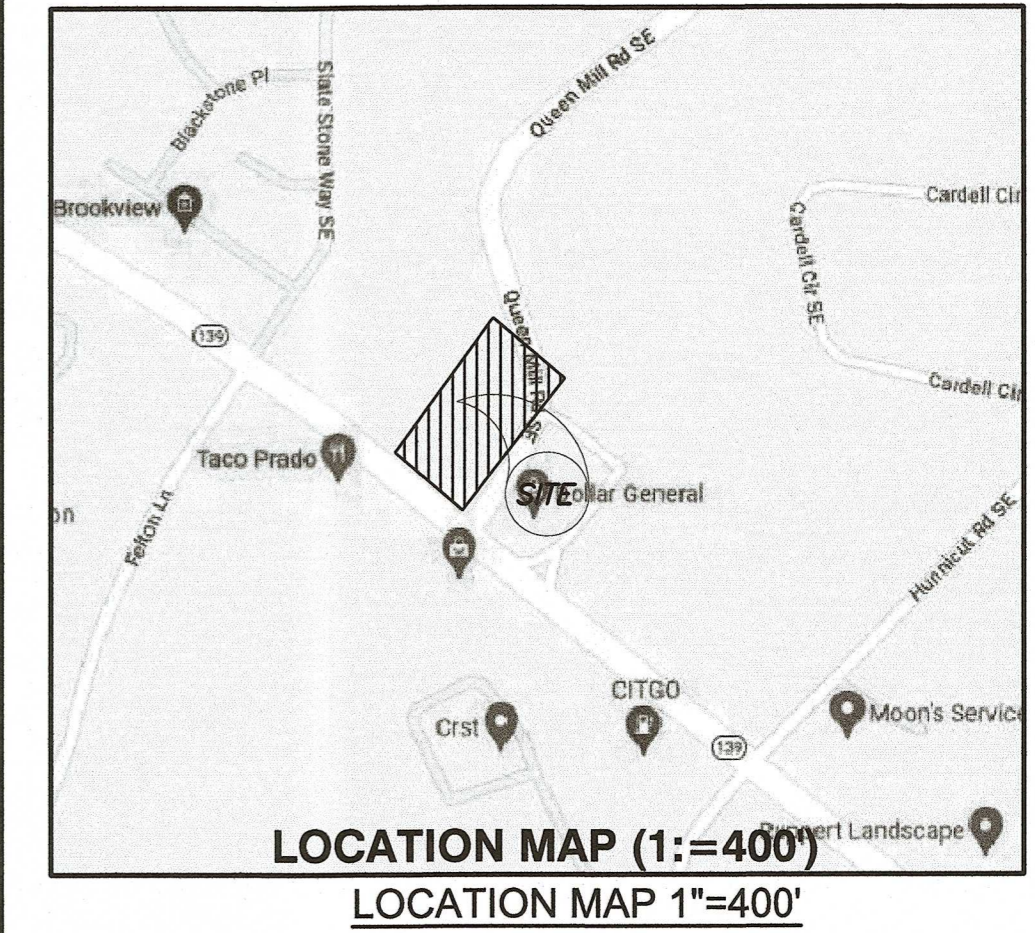 Queen Mill Rd SE
Blackstone Pl
Slate Stone Way SE
Brookview
Cardell Cir
Cardell Cir SE
139
Queen Mill Rd SE
Cardell Cir
Taco Prado
SITE
Dollar General
on
Felton Ln
Hunnicut Rd SE
CITGO
Crst
Moon's Service
139
Ruppert Landscape
LOCATION MAP (1:=400')
LOCATION MAP 1"=400'